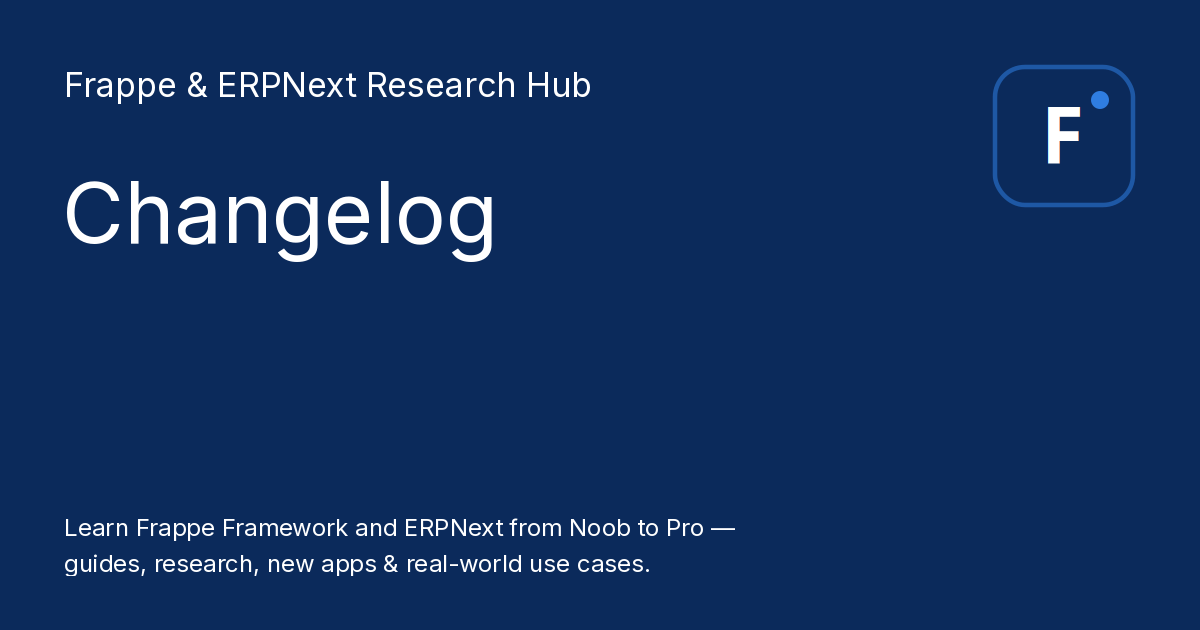 Frappe & ERPNext Research Hub
F
Changelog
Learn Frappe Framework and ERPNext from Noob to Pro —
guides, research, new apps & real-world use cases.